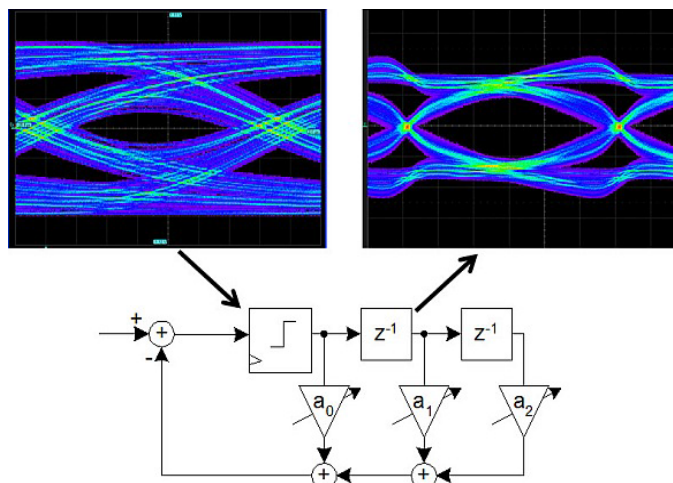 +
+
-
z⁻¹
z⁻¹
a₀
a₁
a₂
+
+